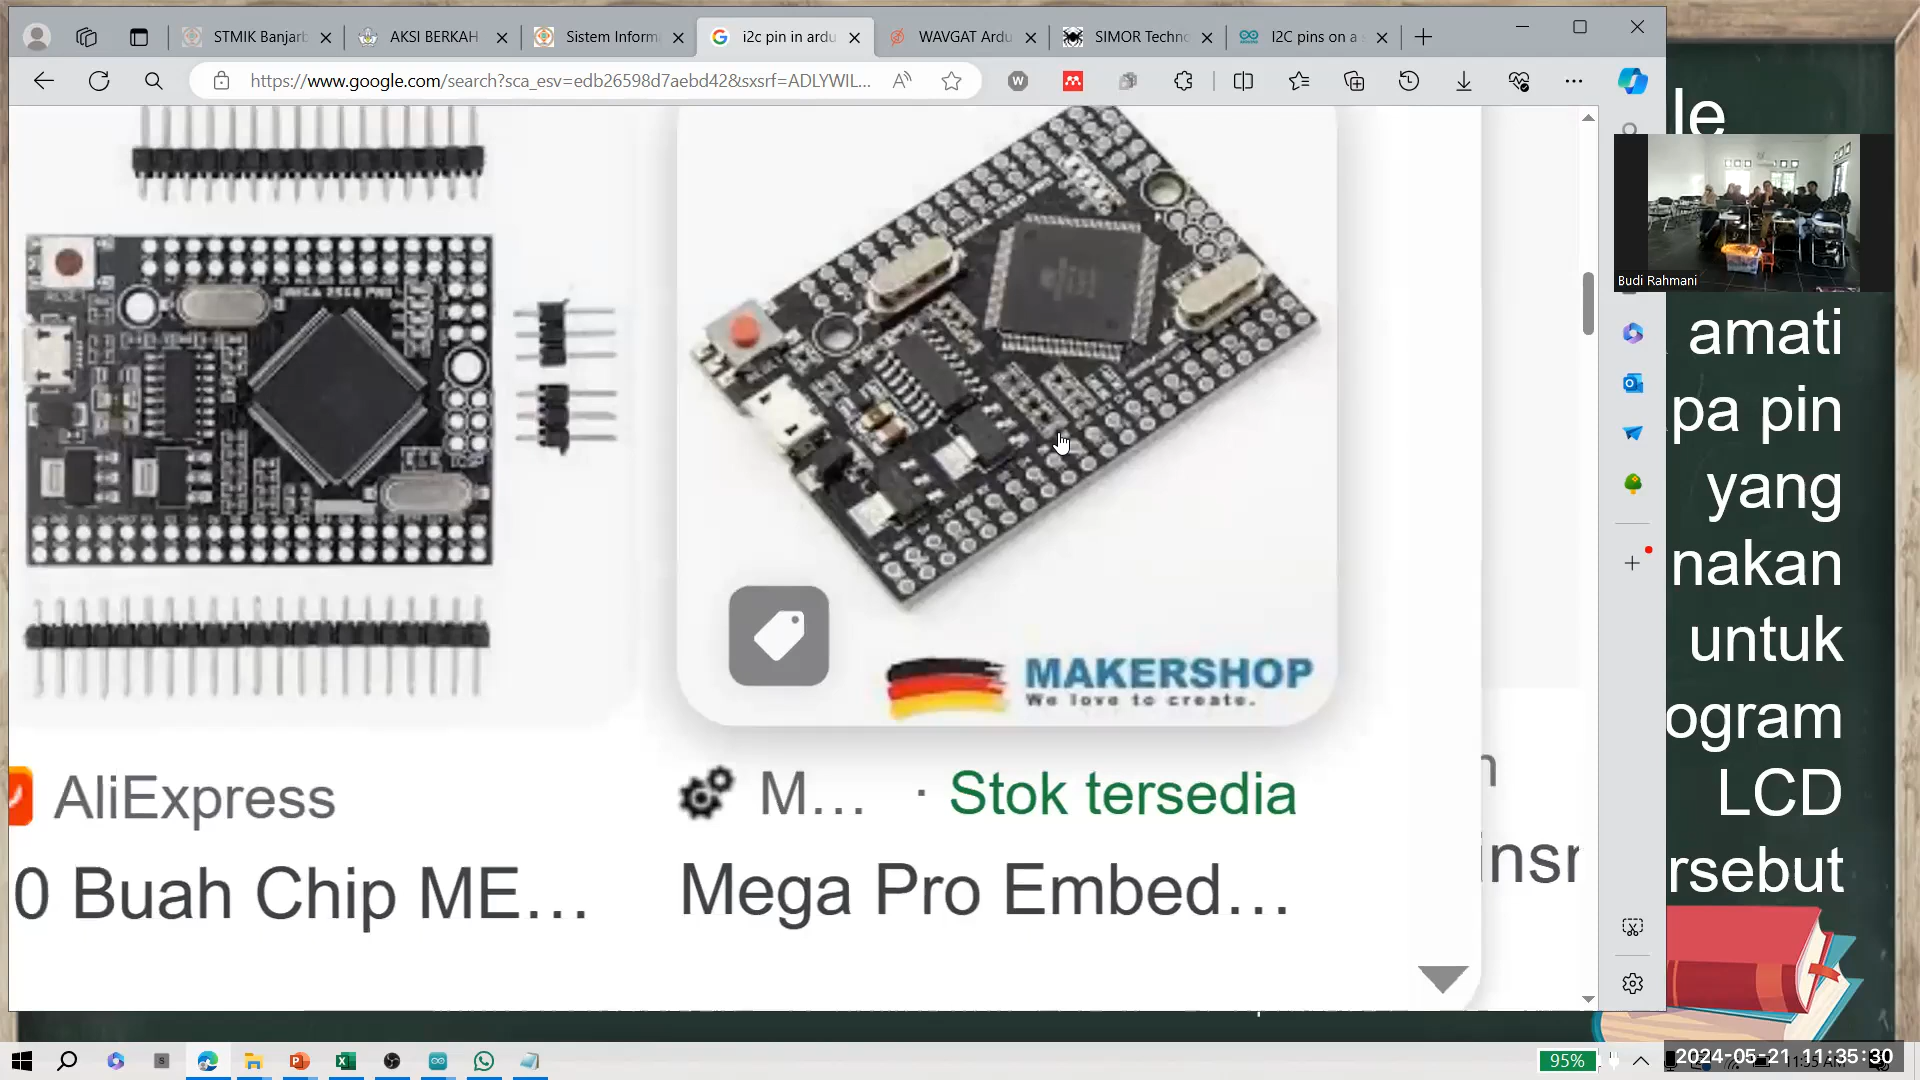 STMIK Banjarb
AKSI BERKAH
Sistem Inform
i2c pin in ardu
WAVGAT Ardu
SIMOR Techno
I2C pins on a
https://www.google.com/search?sca_esv=edb26598d7aebd42&sxsrf=ADLYWIL...
le
Budi Rahmani
amati
pa pin
yang
nakan
untuk
ogram
LCD
rsebut
MAKERSHOP
We love to create.
AliExpress
M... · Stok tersedia
0 Buah Chip ME...
Mega Pro Embed...
insr
95%
2024-05-21 11:35:30